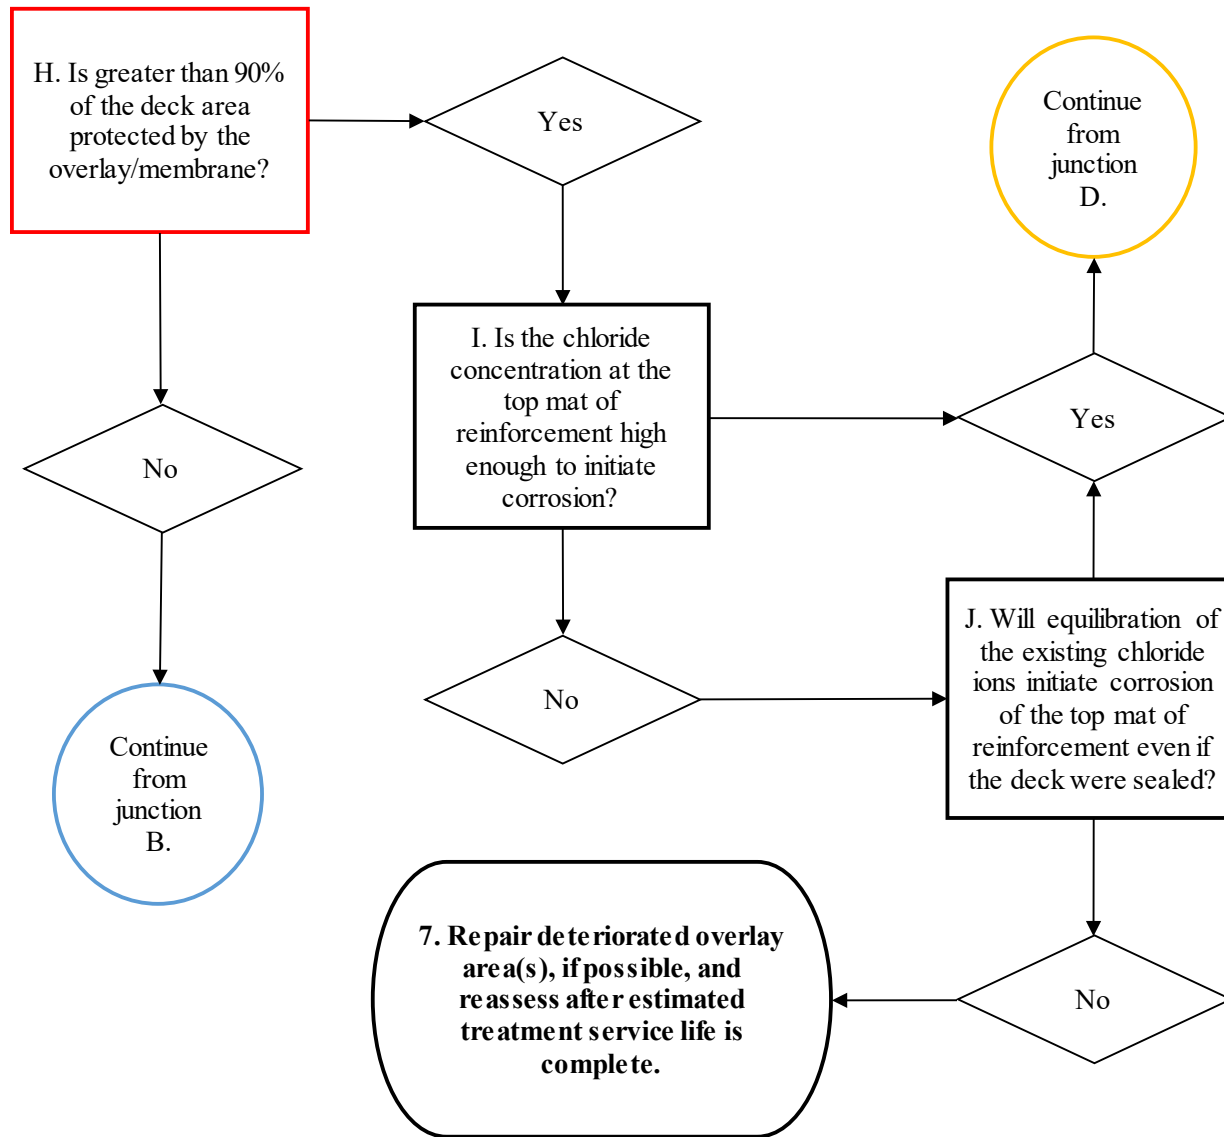 H. Is greater than 90%
of the deck area
protected by the
overlay/membrane?
Yes
Continue
from
junction
D.
I. Is the chloride
concentration at the
top mat of
reinforcement high
enough to initiate
corrosion?
Yes
No
No
J. Will equilibration of
the existing chloride
ions initiate corrosion
of the top mat of
reinforcement even if
the deck were sealed?
Continue
from
junction
B.
7. Repair deteriorated overlay
area(s), if possible, and
reassess after estimated
treatment service life is
complete.
No